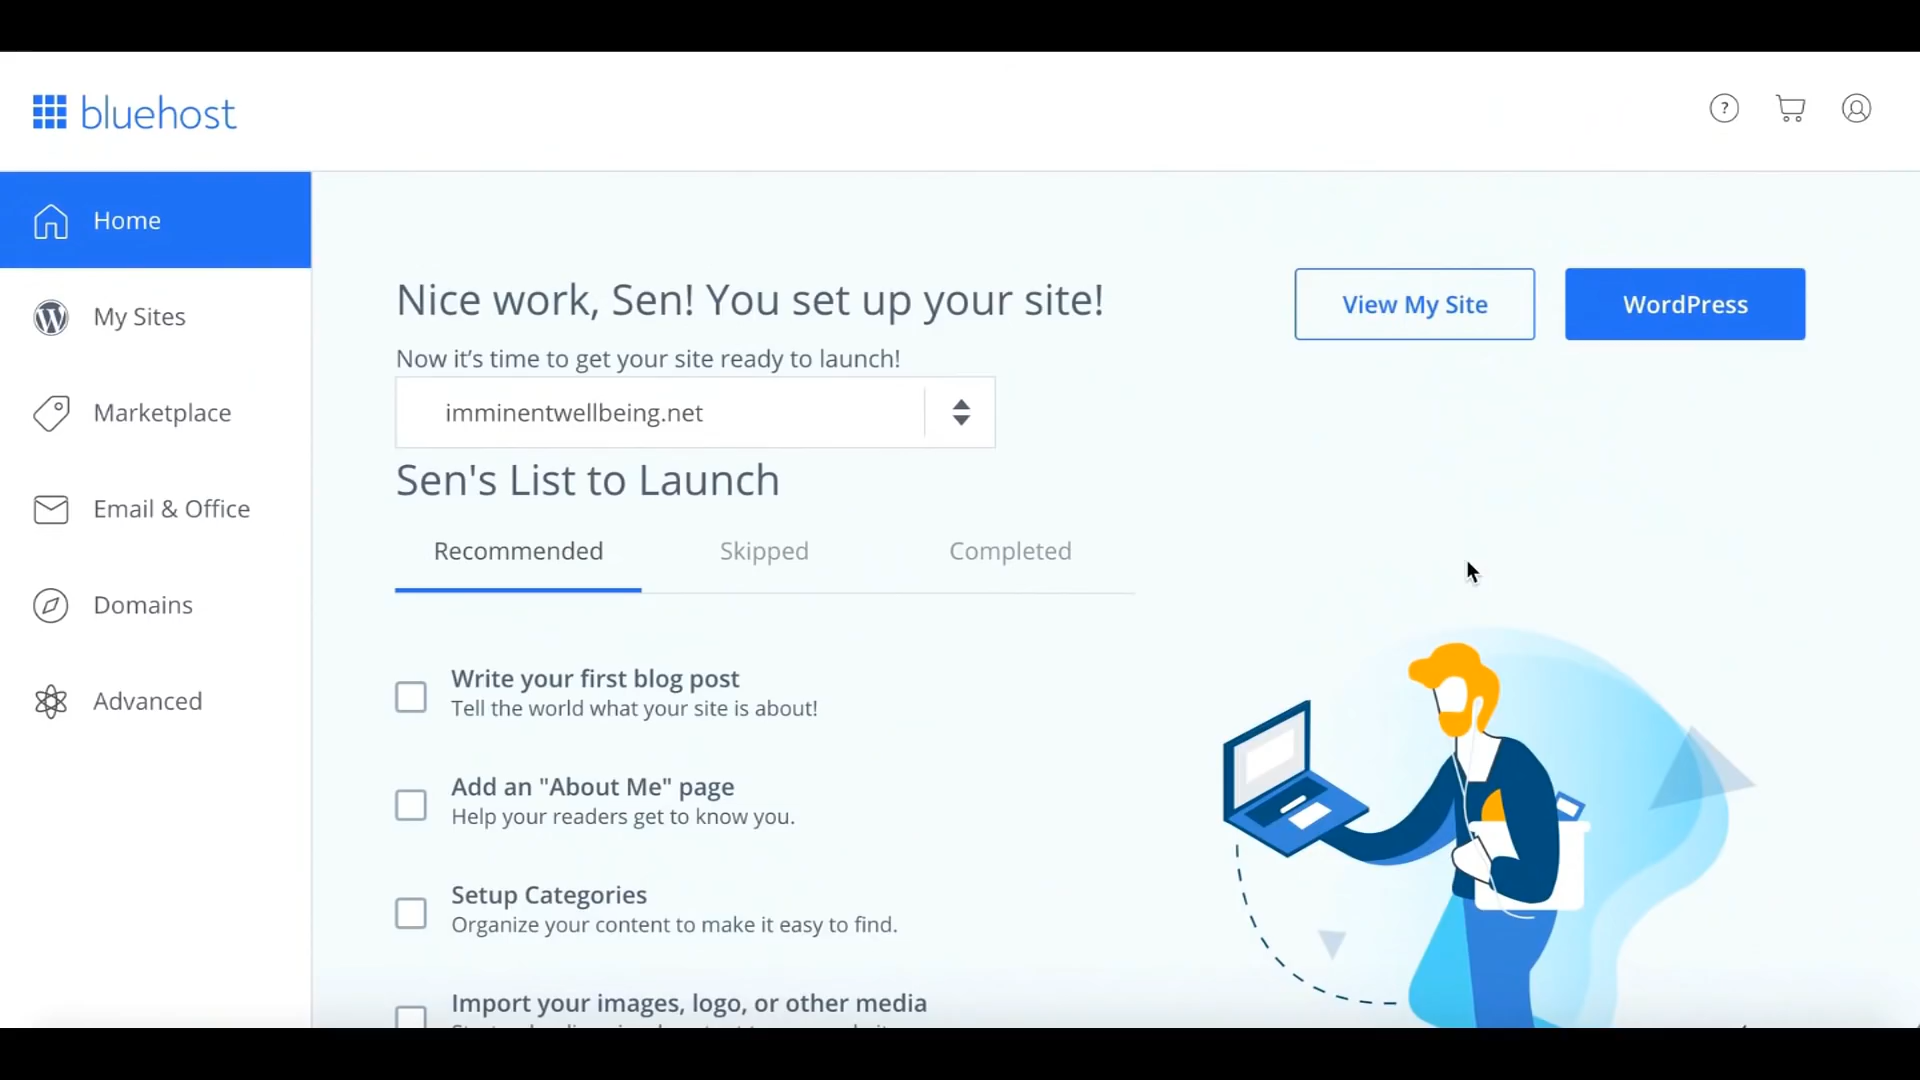 bluehost
?
Home
My Sites
Marketplace
Email & Office
Domains
Advanced
Nice work, Sen! You set up your site!
Now it’s time to get your site ready to launch!
View My Site
WordPress
imminentwellbeing.net
Sen's List to Launch
Recommended
Skipped
Completed
Write your first blog post
Tell the world what your site is about!
Add an "About Me" page
Help your readers get to know you.
Setup Categories
Organize your content to make it easy to find.
Import your images, logo, or other media